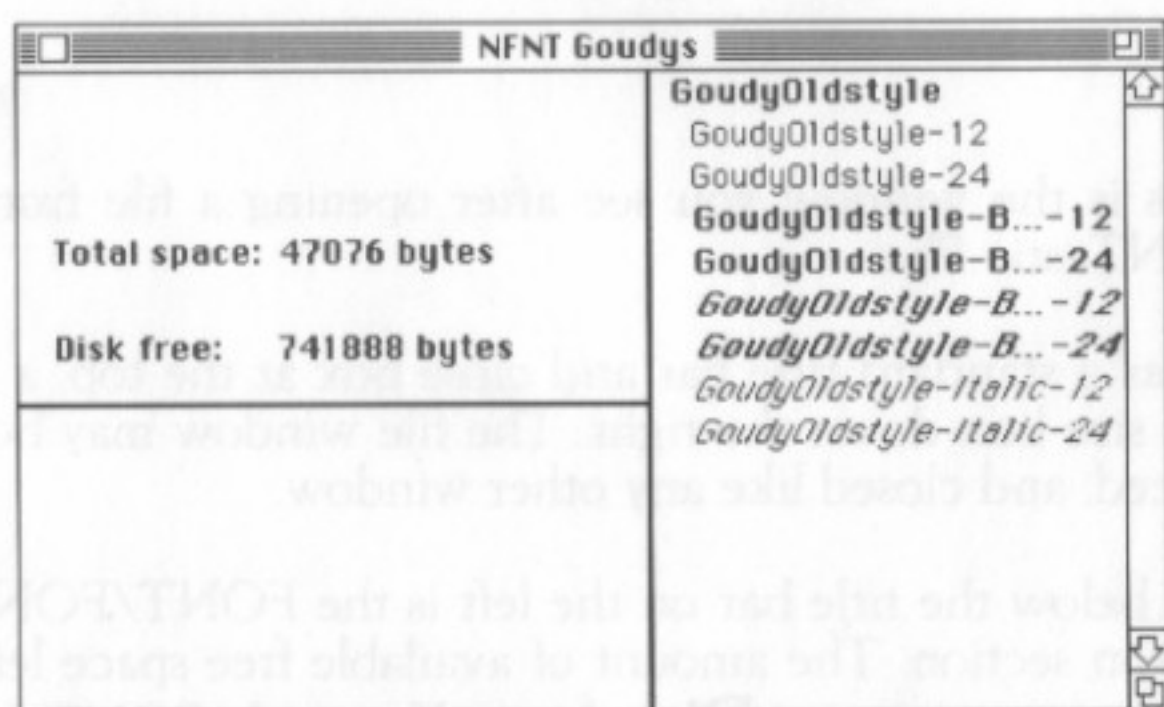 NFNT Goudys
Total space: 47076 bytes
Disk free: 741888 bytes
GoudyOldstyle
GoudyOldstyle-12
GoudyOldstyle-24
GoudyOldstyle-B...-12
GoudyOldstyle-B...-24
GoudyOldstyle-B...-12
GoudyOldstyle-B...-24
GoudyOldstyle-Italic-12
GoudyOldstyle-Italic-24